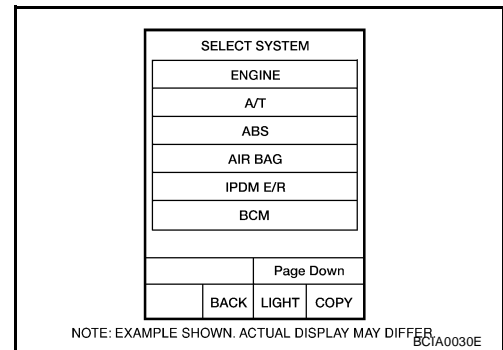 SELECT SYSTEM
ENGINE
A/T
ABS
AIR BAG
IPDM E/R
BCM
Page Down
BACK LIGHT COPY
NOTE: EXAMPLE SHOWN. ACTUAL DISPLAY MAY DIFFER.
BCIA0030E